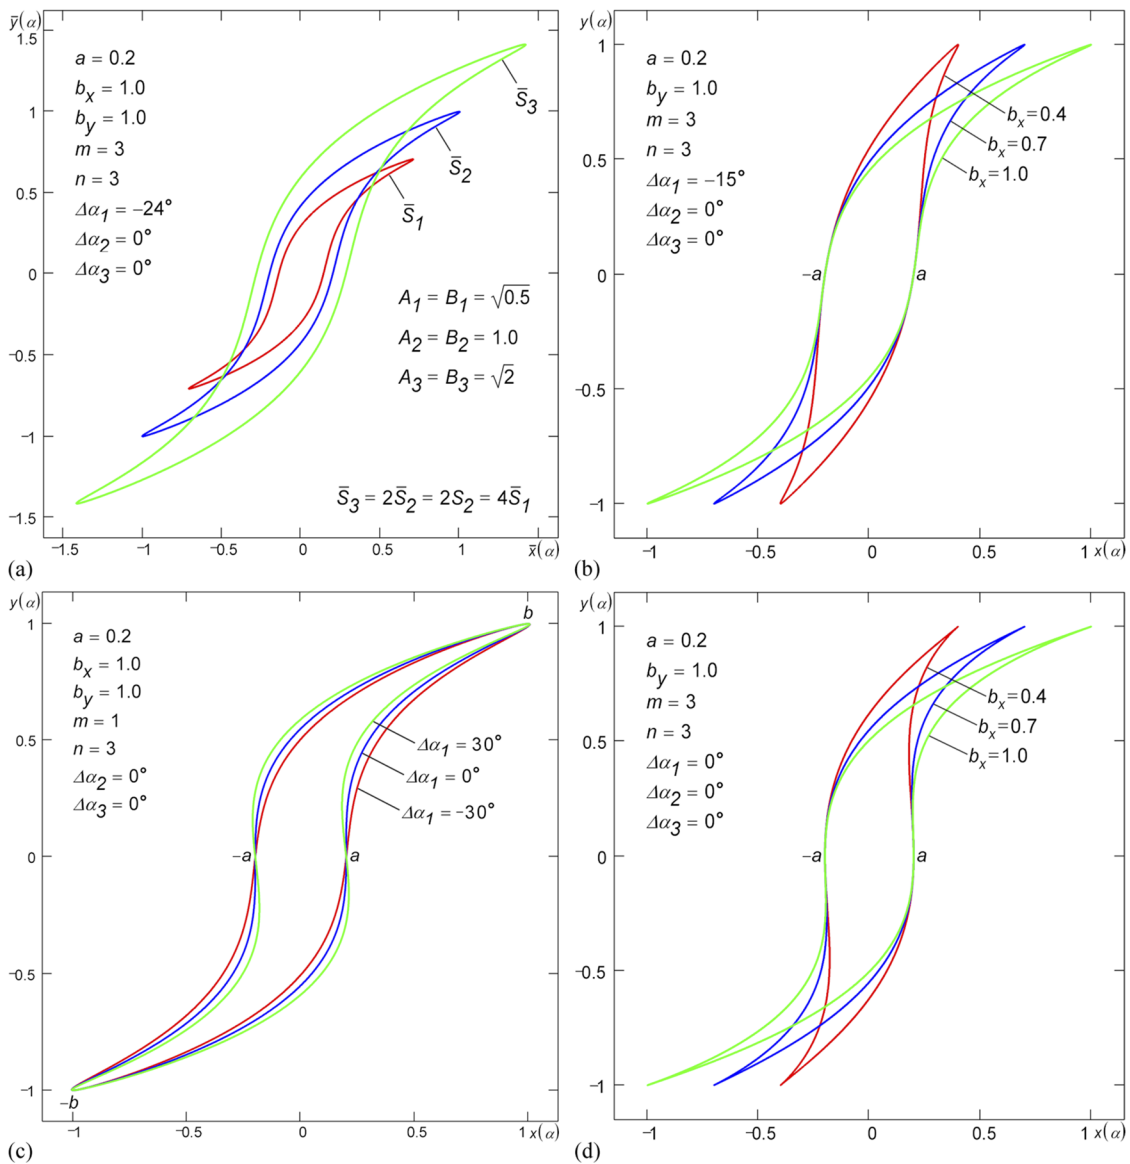 ȳ(α)
1.5
1
0.5
0
−0.5
−1
−1.5
a = 0.2
b_x = 1.0
b_y = 1.0
m = 3
n = 3
Δα_1 = −24°
Δα_2 = 0°
Δα_3 = 0°
S̄_3
S̄_2
S̄_1
A_1 = B_1 = √0.5
A_2 = B_2 = 1.0
A_3 = B_3 = √2
S̄_3 = 2S̄_2 = 2S_2 = 4S̄_1
−1.5 −1 −0.5 0 0.5 1 x̄(α)
(a)
y(α)
1
0.5
0
−0.5
−1
a = 0.2
b_y = 1.0
m = 3
n = 3
Δα_1 = −15°
Δα_2 = 0°
Δα_3 = 0°
b_x = 0.4
b_x = 0.7
b_x = 1.0
−a a
−1 −0.5 0 0.5 1 x(α)
(b)
y(α)
1
0.5
0
−0.5
−1
a = 0.2
b_x = 1.0
b_y = 1.0
m = 1
n = 3
Δα_2 = 0°
Δα_3 = 0°
b
Δα_1 = 30°
Δα_1 = 0°
Δα_1 = −30°
−a a
−b
−1 −0.5 0 0.5 1 x(α)
(c)
y(α)
1
0.5
0
−0.5
−1
a = 0.2
b_y = 1.0
m = 3
n = 3
Δα_1 = 0°
Δα_2 = 0°
Δα_3 = 0°
b_x = 0.4
b_x = 0.7
b_x = 1.0
−a a
−1 −0.5 0 0.5 1 x(α)
(d)